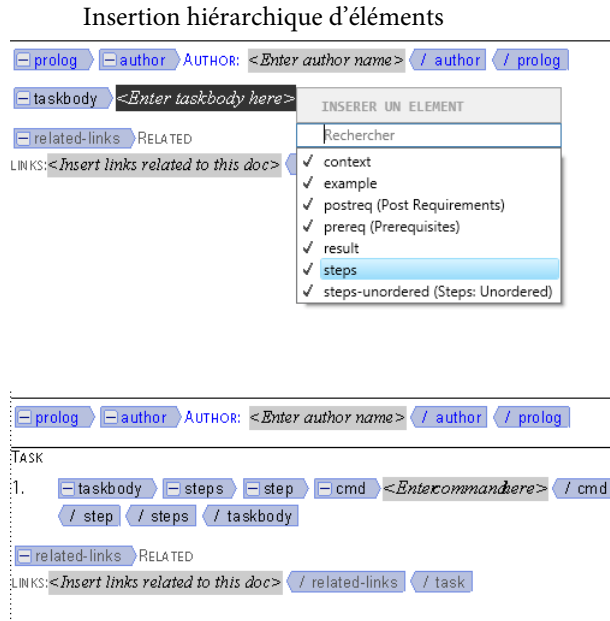 Insertion hiérarchique d’éléments
prolog author AUTHOR: <Enter author name> / author / prolog
taskbody <Enter taskbody here>
INSERER UN ELEMENT
Rechercher
related-links RELATED
LINKS:<Insert links related to this doc>
✓ context
✓ example
✓ postreq (Post Requirements)
✓ prereq (Prerequisites)
✓ result
✓ steps
✓ steps-unordered (Steps: Unordered)
prolog author AUTHOR: <Enter author name> / author / prolog
TASK
1. taskbody steps step cmd <Enter command here> / cmd
/ step / steps / taskbody
related-links RELATED
LINKS:<Insert links related to this doc> / related-links / task